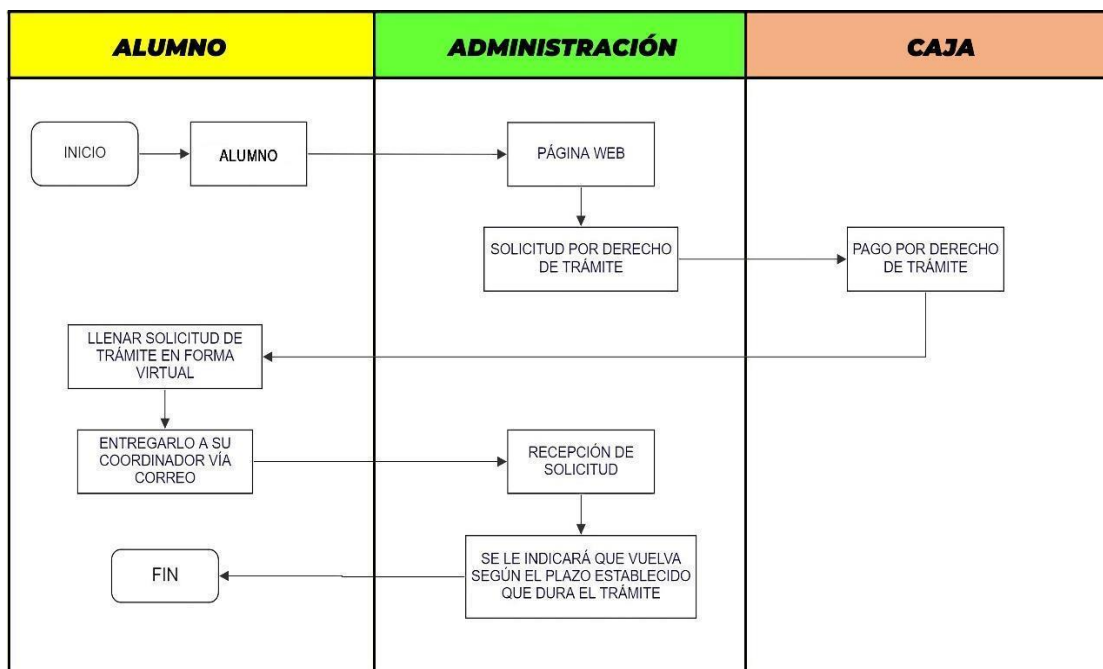 ALUMNO
ADMINISTRACIÓN
CAJA
INICIO
ALUMNO
PÁGINA WEB
SOLICITUD POR DERECHO
DE TRÁMITE
PAGO POR DERECHO
DE TRÁMITE
LLENAR SOLICITUD DE
TRÁMITE EN FORMA
VIRTUAL
ENTREGARLO A SU
COORDINADOR VÍA
CORREO
RECEPCIÓN DE
SOLICITUD
SE LE INDICARÁ QUE VUELVA
SEGÚN EL PLAZO ESTABLECIDO
QUE DURA EL TRÁMITE
FIN